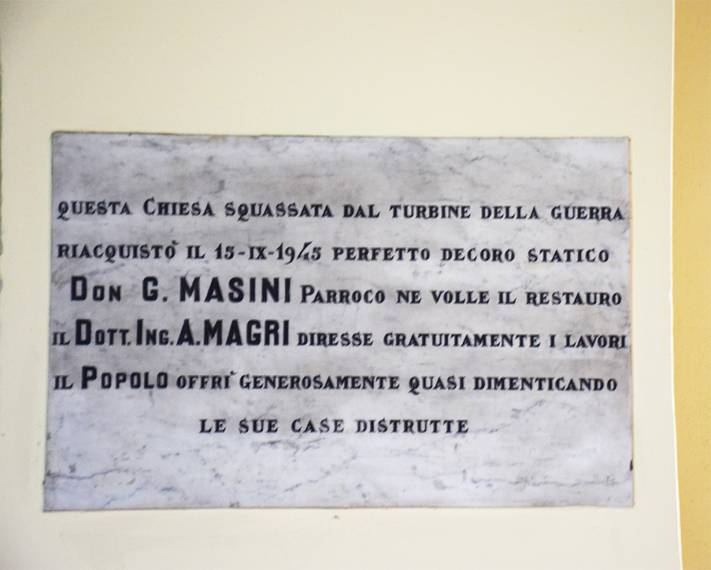 QUESTA CHIESA SQUASSATA DAL TURBINE DELLA GUERRA
RIACQUISTÒ IL 15-IX-1945 PERFETTO DECORO STATICO
DON G. MASINI PARROCO NE VOLLE IL RESTAURO
IL DOTT. ING. A. MAGRI DIRESSE GRATUITAMENTE I LAVORI
IL POPOLO OFFRÌ GENEROSAMENTE QUASI DIMENTICANDO
LE SUE CASE DISTRUTTE